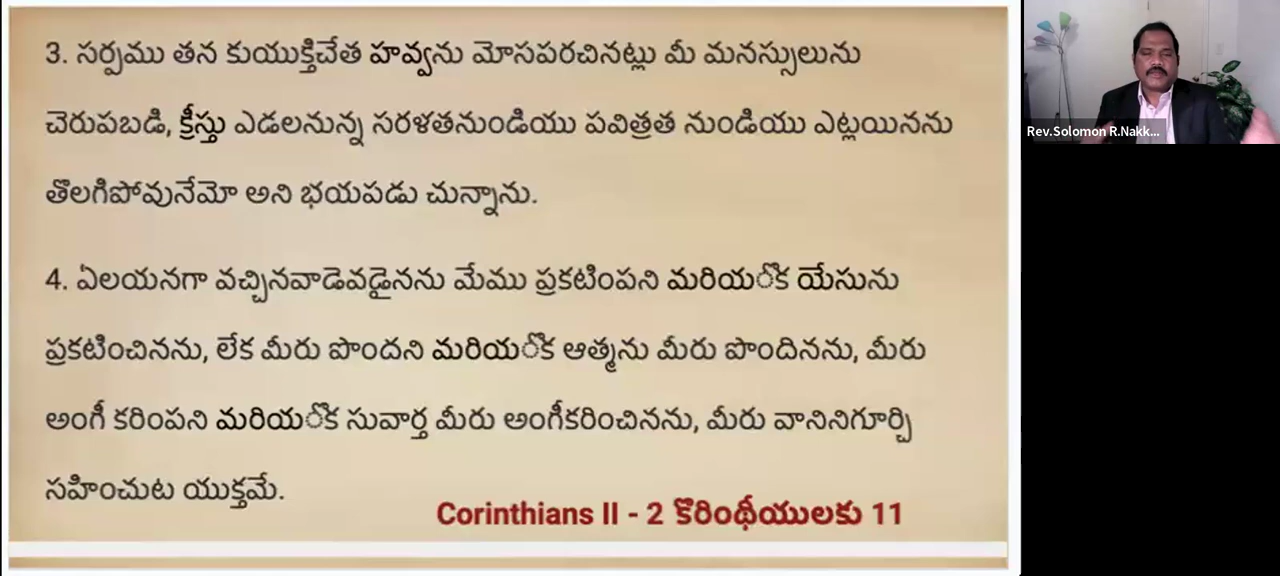 3. సర్పము తన కుయుక్తిచేత హవ్వను మోసపరచినట్లు మీ మనస్సులును
చెరుపబడి, క్రీస్తు ఎడలనున్న సరళతనుండియు పవిత్రత నుండియు ఎట్లయినను
తొలగిపోవునేమో అని భయపడు చున్నాను.
4. ఏలయనగా వచ్చినవాడెవడైనను మేము ప్రకటింపని మరియొక యేసును
ప్రకటించినను, లేక మీరు పొందని మరియొక ఆత్మను మీరు పొందినను, మీరు
అంగీ కరింపని మరియొక సువార్త మీరు అంగీకరించినను, మీరు వానినిగూర్చి
సహించుట యుక్తమే.
Corinthians II - 2 కొరింథీయులకు 11
Rev.Solomon R.Nakk...